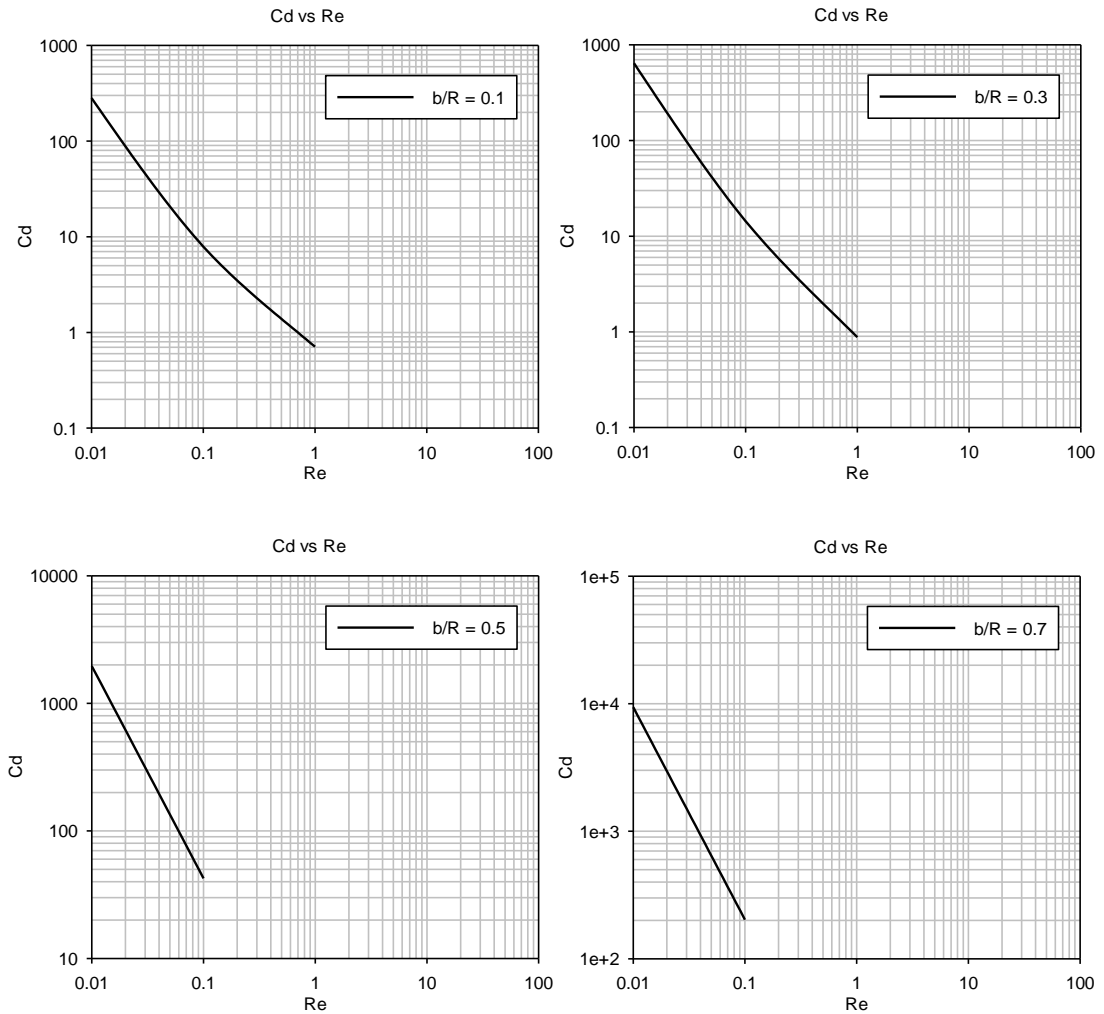 Cd vs Re
1000
100
10
1
0.1
Cd
b/R = 0.1
0.01 0.1 1 10 100
Re
Cd vs Re
1000
100
10
1
0.1
Cd
b/R = 0.3
0.01 0.1 1 10 100
Re
Cd vs Re
10000
1000
100
10
Cd
b/R = 0.5
0.01 0.1 1 10 100
Re
Cd vs Re
1e+5
1e+4
1e+3
1e+2
Cd
b/R = 0.7
0.01 0.1 1 10 100
Re